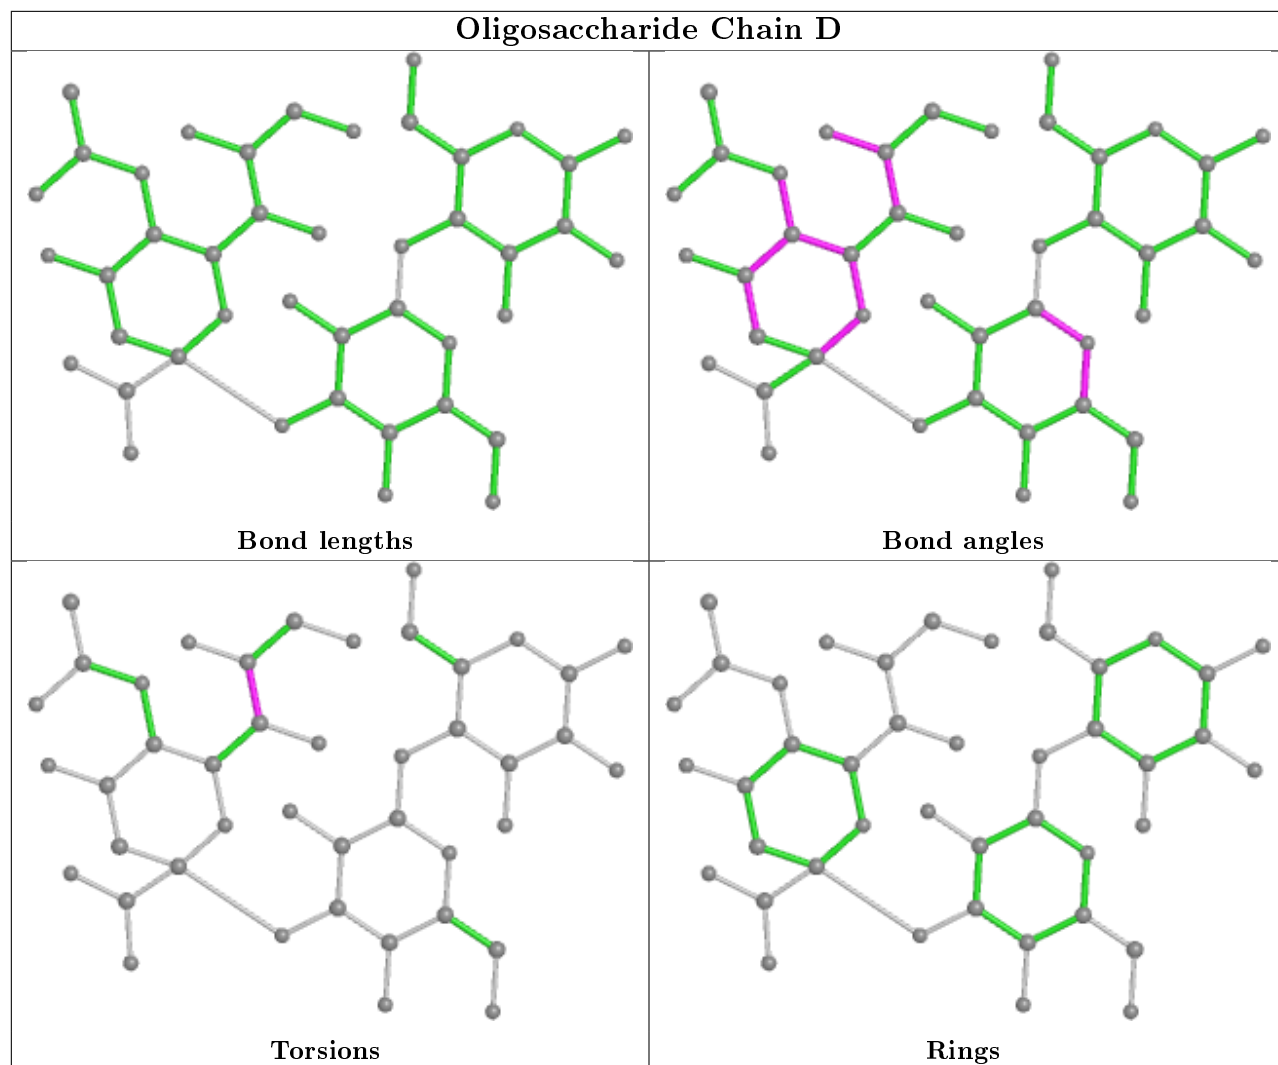 Oligosaccharide Chain D
Bond lengths
Bond angles
Torsions
Rings